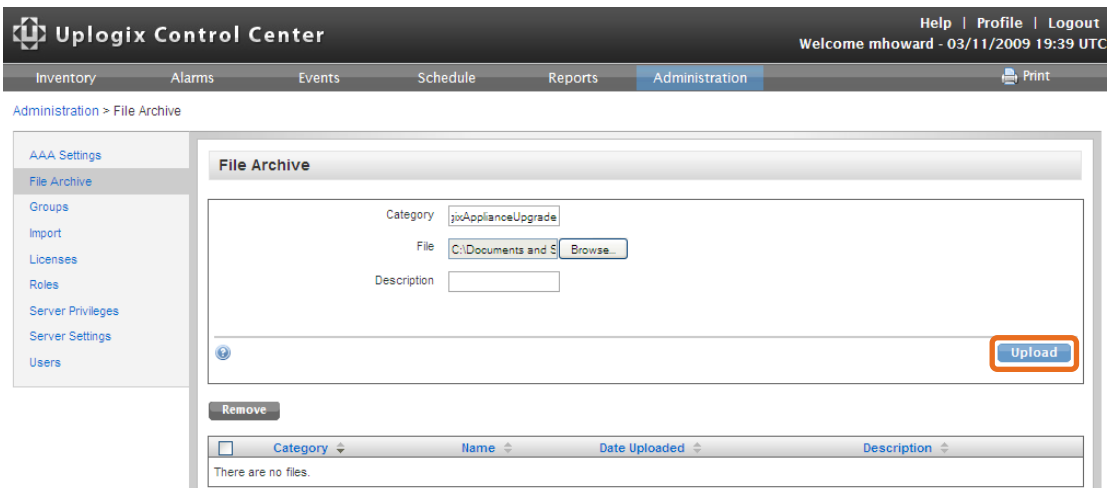 Uplogix Control Center
Help | Profile | Logout
Welcome mhoward - 03/11/2009 19:39 UTC
Inventory Alarms Events Schedule Reports Administration Print
Administration > File Archive
AAA Settings
File Archive
Groups
Import
Licenses
Roles
Server Privileges
Server Settings
Users
File Archive
Category gixApplianceUpgrade
File C:\Documents and S Browse...
Description
Upload
Remove
Category Name Date Uploaded Description
There are no files.